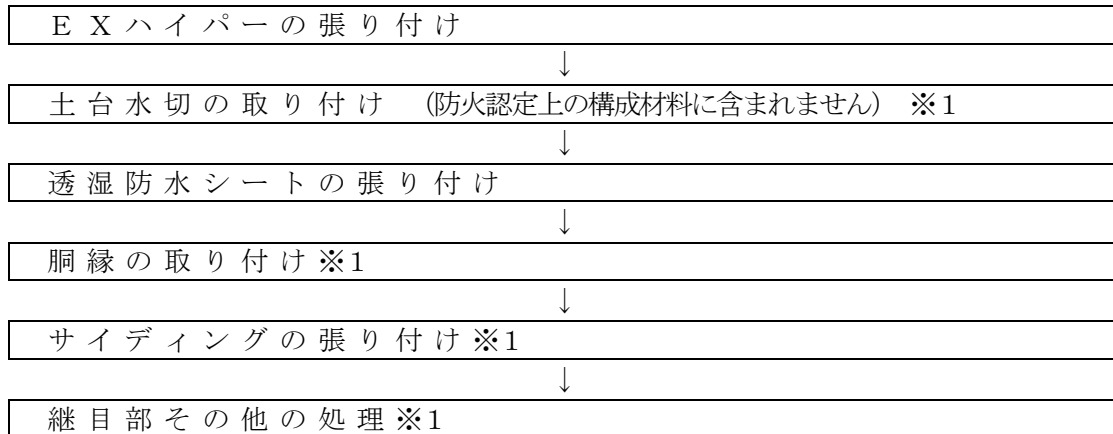 ＥＸハイパーの張り付け
↓
土台水切の取り付け （防火認定上の構成材料に含まれません） ※１
↓
透湿防水シートの張り付け
↓
胴縁の取り付け※１
↓
サイディングの張り付け※１
↓
継目部その他の処理※１